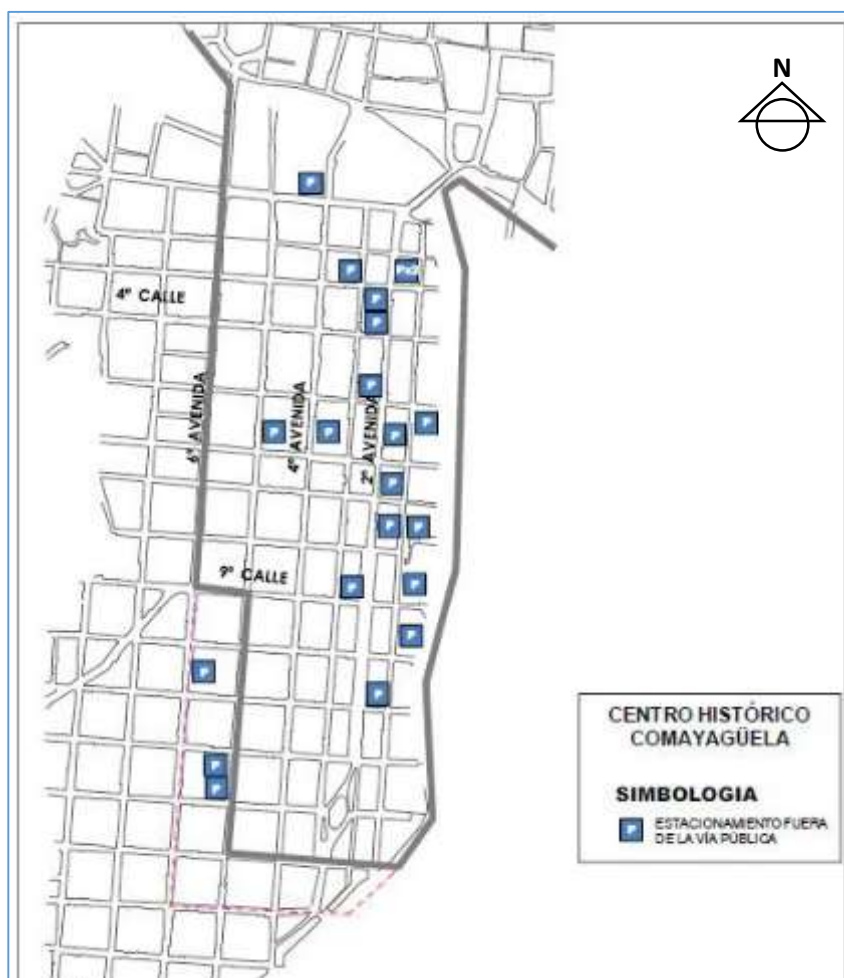 N
P
P
P
P
4ª CALLE
P
6ª AVENIDA
4ª AVENIDA
2ª AVENIDA
P
P
P
P
P
P
P
9ª CALLE
P
P
P
P
P
P
P
CENTRO HISTÓRICO
COMAYAGÜELA
SIMBOLOGIA
P ESTACIONAMIENTO FUERA
DE LA VÍA PÚBLICA